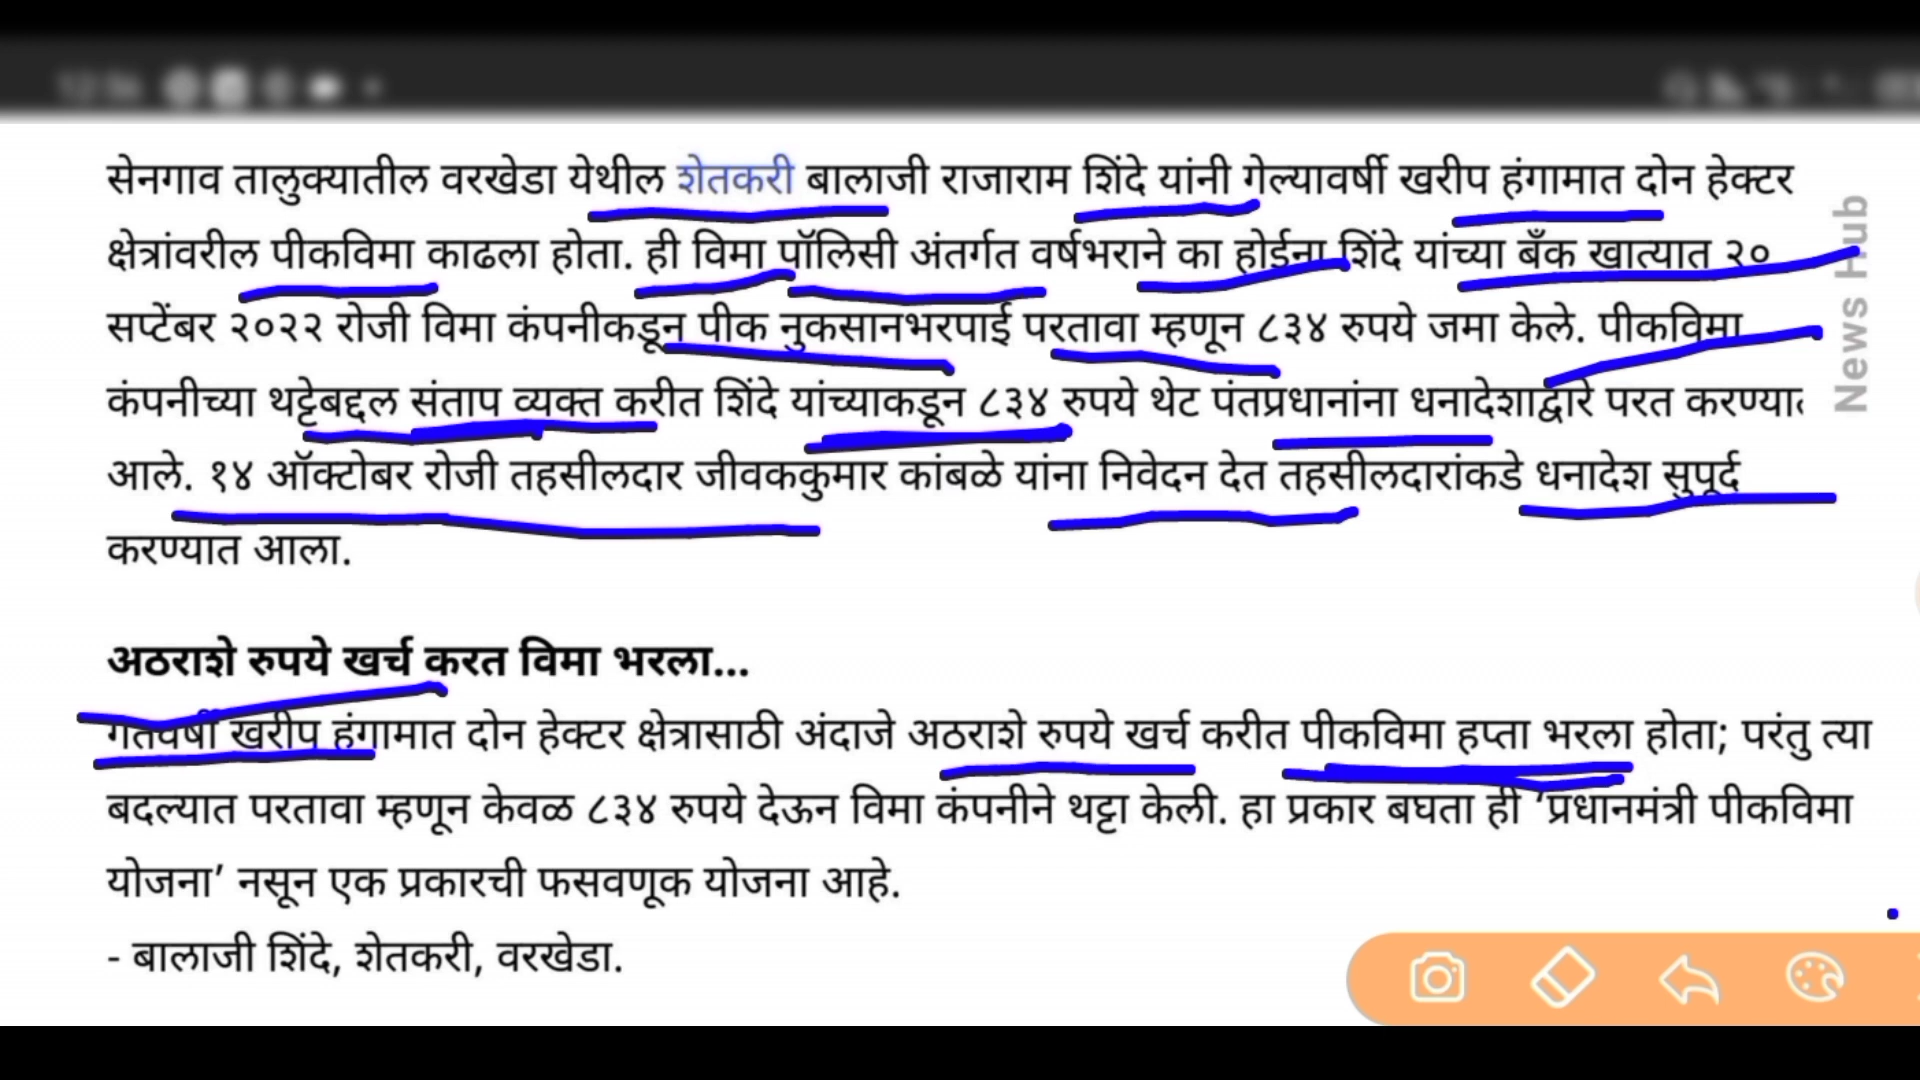 सेनगाव तालुक्यातील वरखेडा येथील शेतकरी बालाजी राजाराम शिंदे यांनी गेल्यावर्षी खरीप हंगामात दोन हेक्टर
क्षेत्रांवरील पीकविमा काढला होता. ही विमा पॉलिसी अंतर्गत वर्षभराने का होईना शिंदे यांच्या बँक खात्यात २०
सप्टेंबर २०२२ रोजी विमा कंपनीकडून पीक नुकसानभरपाई परतावा म्हणून ८३४ रुपये जमा केले. पीकविमा
कंपनीच्या थट्टेबद्दल संताप व्यक्त करीत शिंदे यांच्याकडून ८३४ रुपये थेट पंतप्रधानांना धनादेशाद्वारे परत
आले. १४ ऑक्टोबर रोजी तहसीलदार जीवककुमार कांबळे यांना निवेदन देत तहसीलदारांकडे धनादेश सुपूर्द
करण्यात आला.
अठराशे रुपये खर्च करत विमा भरला...
गतवर्षी खरीप हंगामात दोन हेक्टर क्षेत्रासाठी अंदाजे अठराशे रुपये खर्च करीत पीकविमा हप्ता भरला होता; परंतु त्या
बदल्यात परतावा म्हणून केवळ ८३४ रुपये देऊन विमा कंपनीने थट्टा केली. हा प्रकार बघता ही ‘प्रधानमंत्री पीकविमा
योजना’ नसून एक प्रकारची फसवणूक योजना आहे.
- बालाजी शिंदे, शेतकरी, वरखेडा.
News Hub